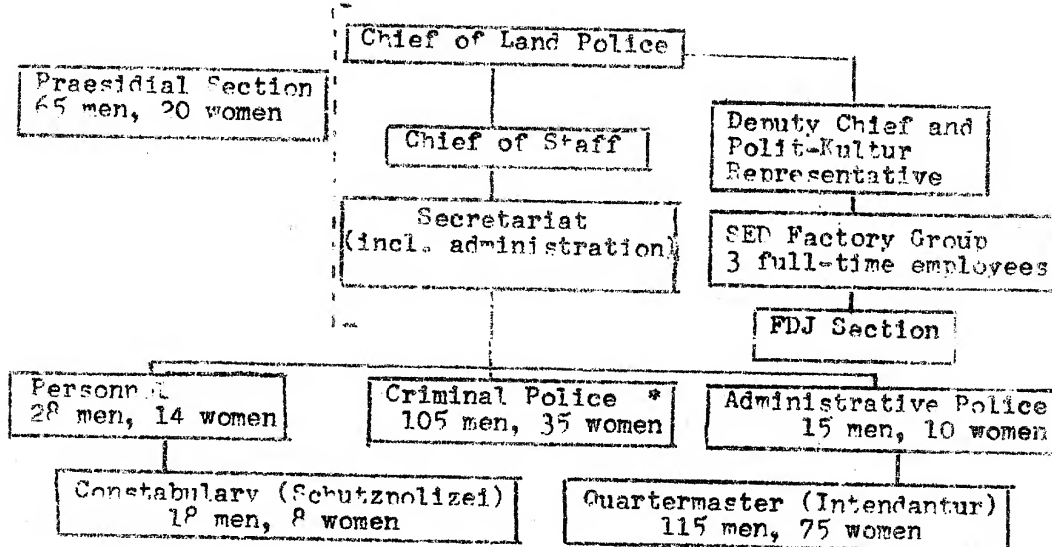 Chief of Land Police
Praesidial Section
65 men, 20 women
Chief of Staff
Deputy Chief and
Polit-Kultur
Representative
Secretariat
(incl. administration)
SED Factory Group
3 full-time employees
FDJ Section
Personnel
28 men, 14 women
Criminal Police *
105 men, 35 women
Administrative Police
15 men, 10 women
Constabulary (Schutzpolizei)
18 men, 8 women
Quartermaster (Intendantur)
115 men, 75 women